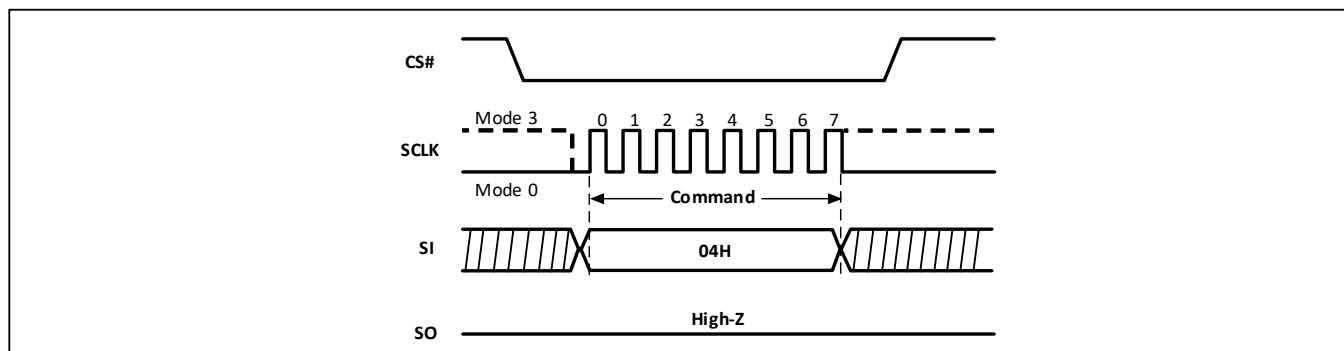 CS#
Mode 3
0 1 2 3 4 5 6 7
SCLK
Mode 0
Command
SI
04H
High-Z
SO